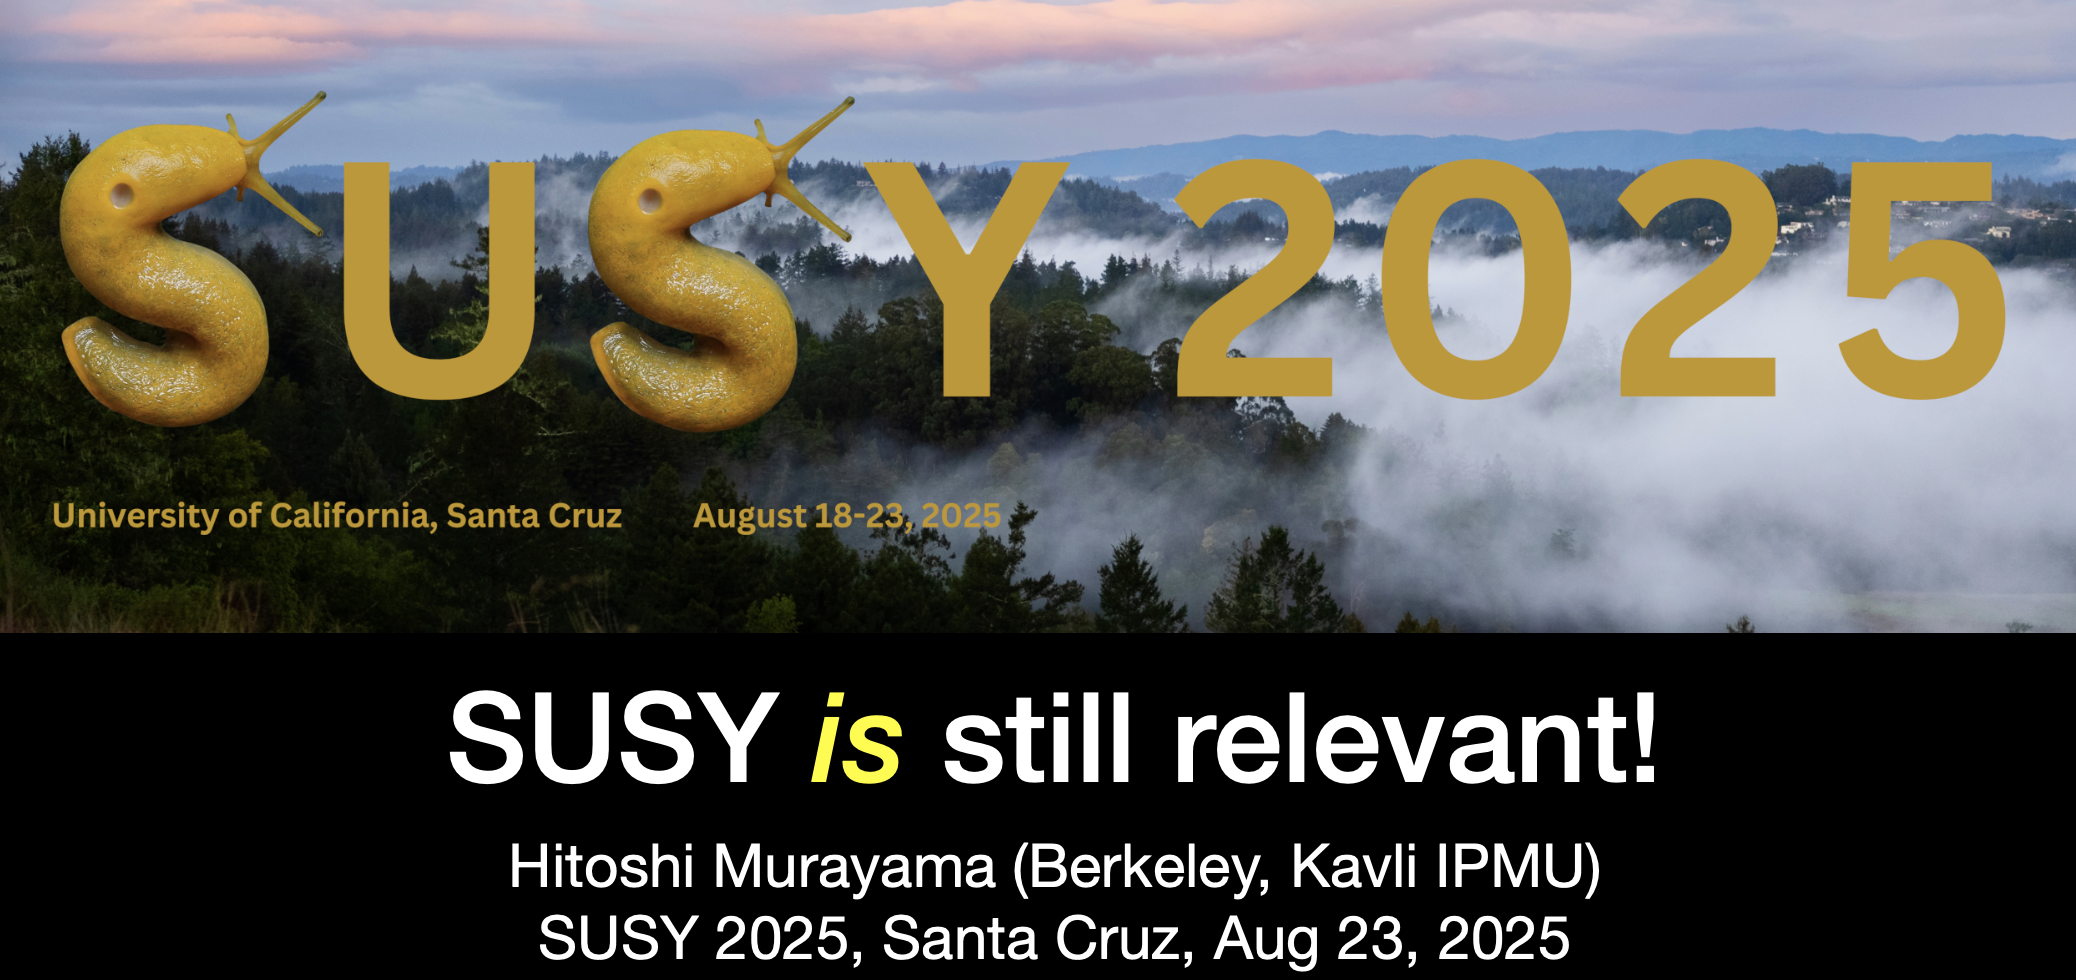 SUSY 2025
University of California, Santa Cruz August 18-23, 2025
SUSY is still relevant!
Hitoshi Murayama (Berkeley, Kavli IPMU)
SUSY 2025, Santa Cruz, Aug 23, 2025